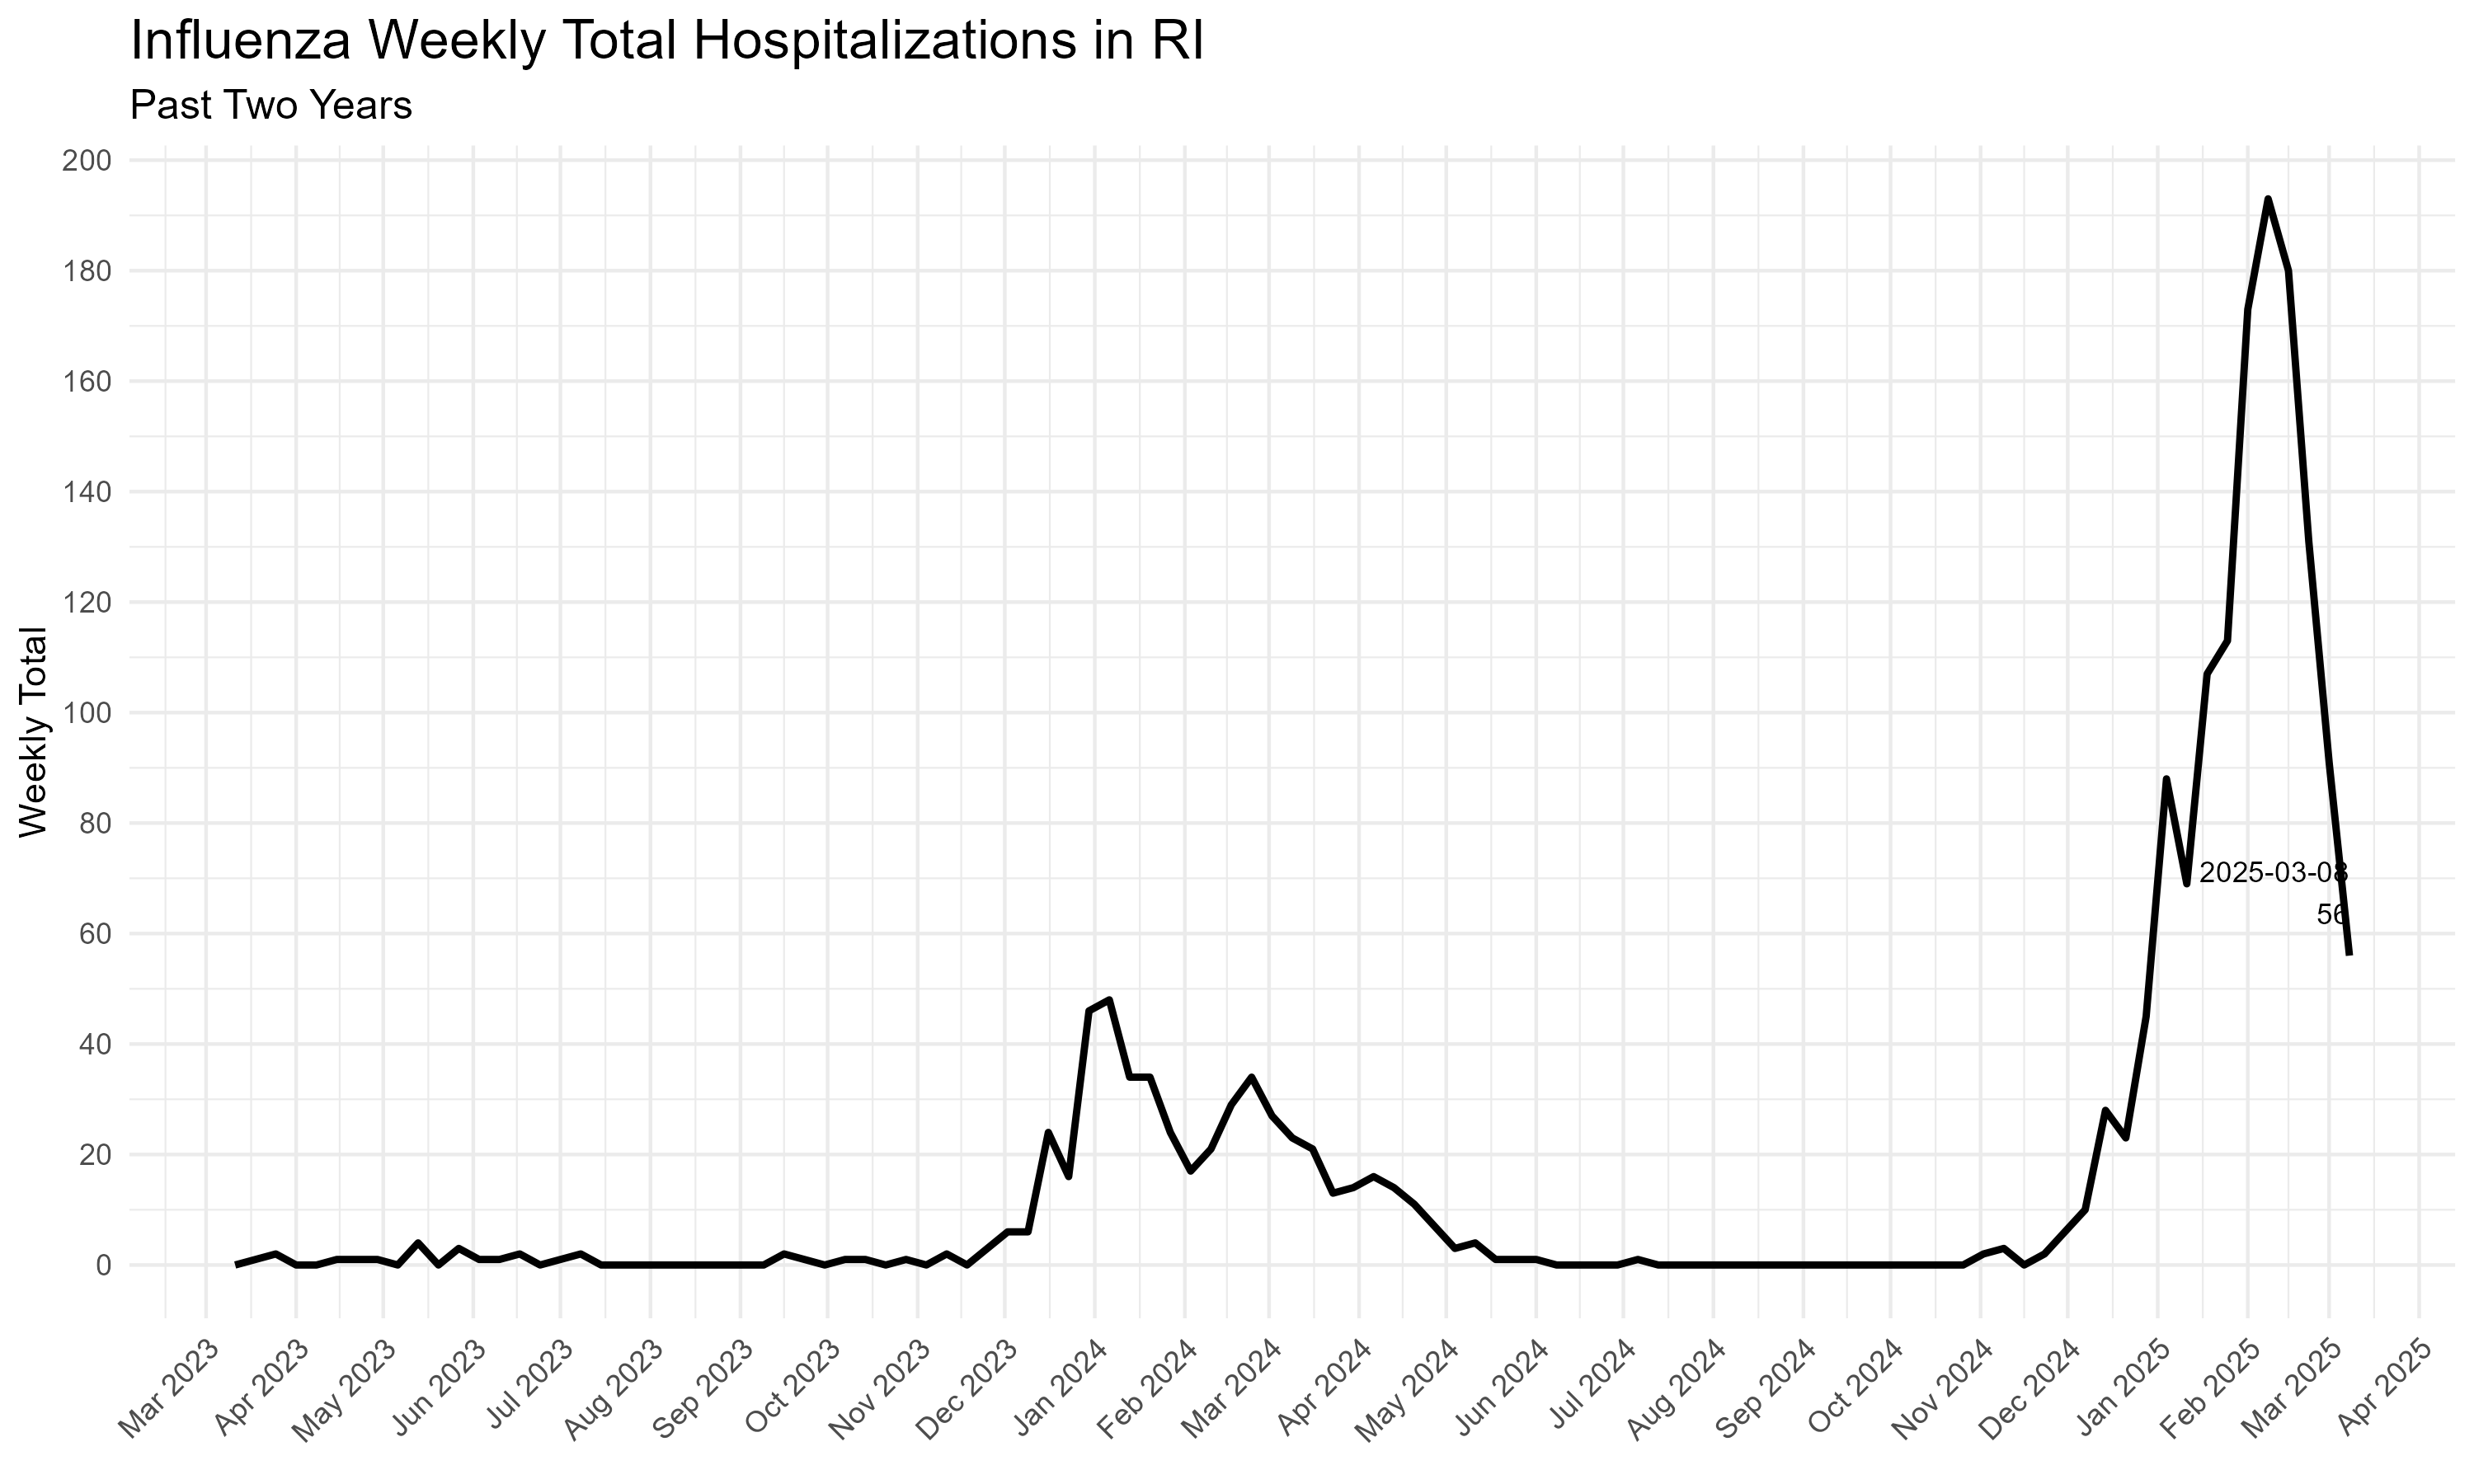 Influenza Weekly Total Hospitalizations in RI
Past Two Years
Weekly Total
200
180
160
140
120
100
80
60
40
20
0
2025-03-08
56
Mar 2023
Apr 2023
May 2023
Jun 2023
Jul 2023
Aug 2023
Sep 2023
Oct 2023
Nov 2023
Dec 2023
Jan 2024
Feb 2024
Mar 2024
Apr 2024
May 2024
Jun 2024
Jul 2024
Aug 2024
Sep 2024
Oct 2024
Nov 2024
Dec 2024
Jan 2025
Feb 2025
Mar 2025
Apr 2025